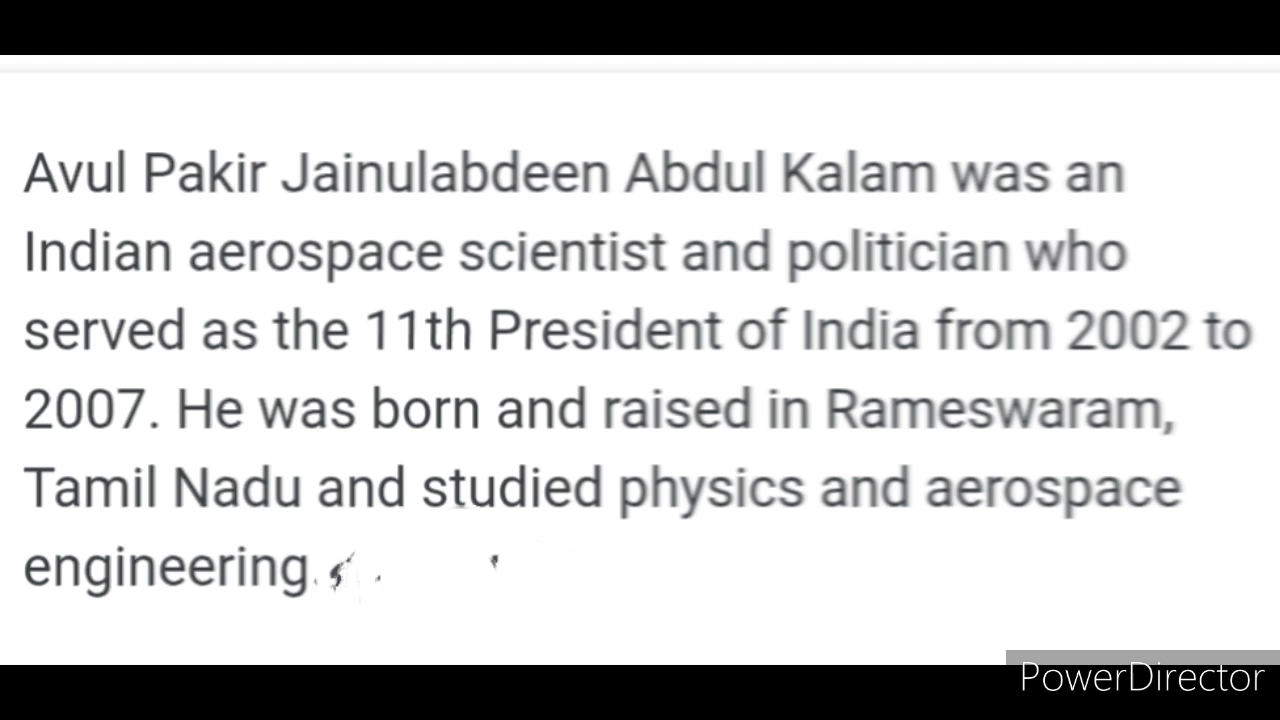 Avul Pakir Jainulabdeen Abdul Kalam was an
Indian aerospace scientist and politician who
served as the 11th President of India from 2002 to
2007. He was born and raised in Rameswaram,
Tamil Nadu and studied physics and aerospace
engineering.
PowerDirector